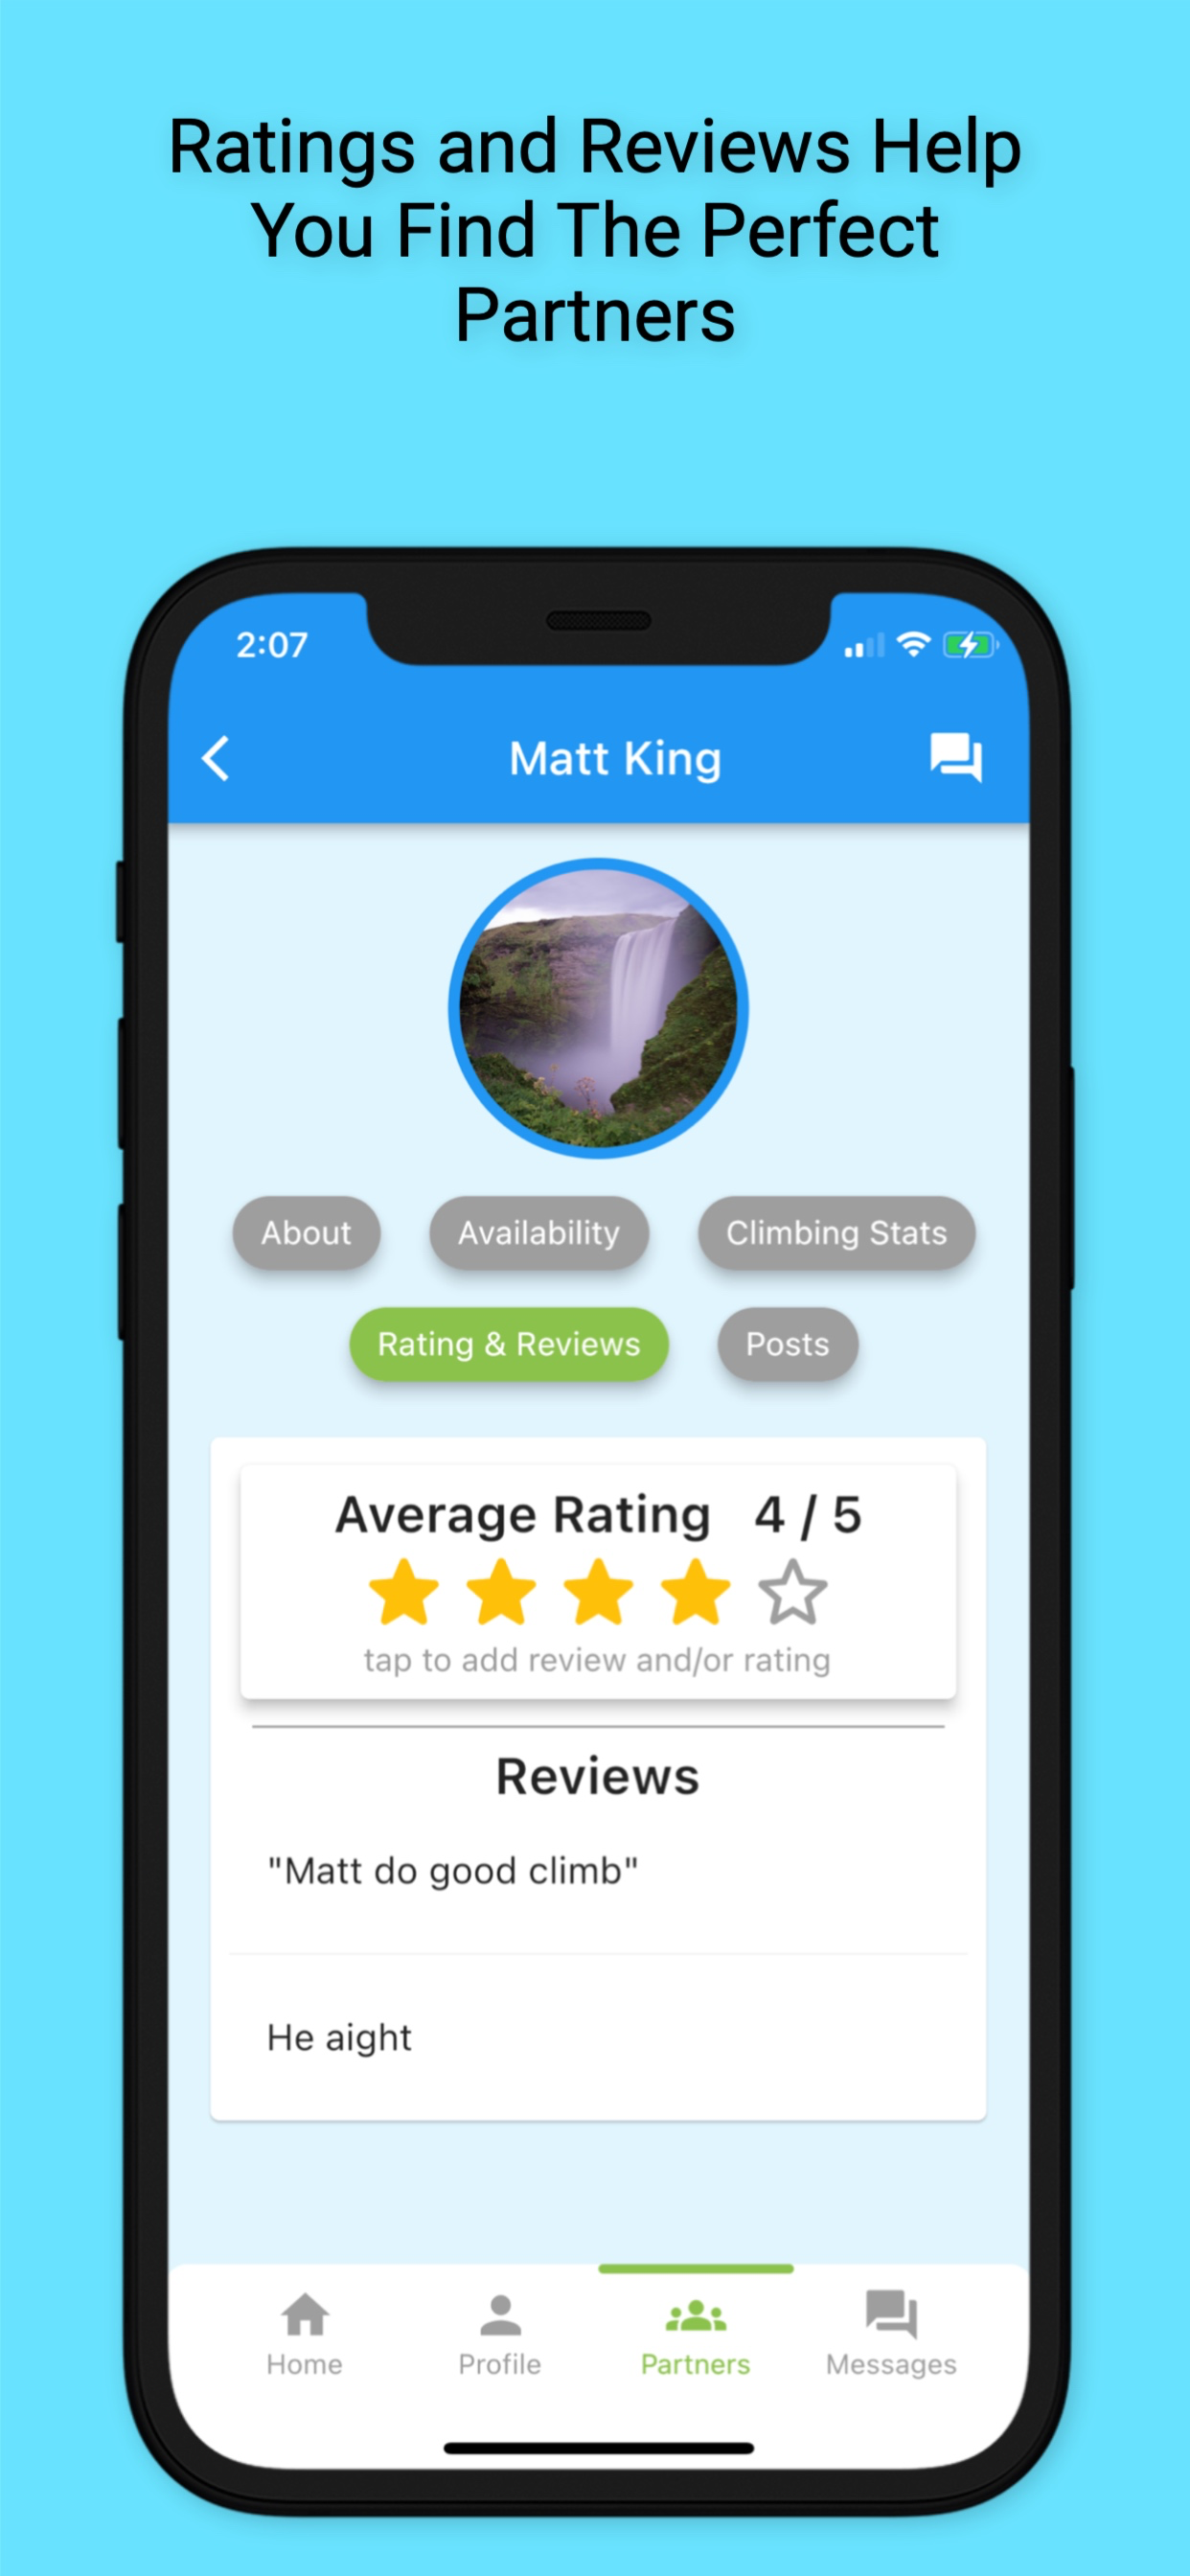 Ratings and Reviews Help
You Find The Perfect
Partners
2:07
Matt King
About
Availability
Climbing Stats
Rating & Reviews
Posts
Average Rating 4 / 5
tap to add review and/or rating
Reviews
"Matt do good climb"
He aight
Home
Profile
Partners
Messages